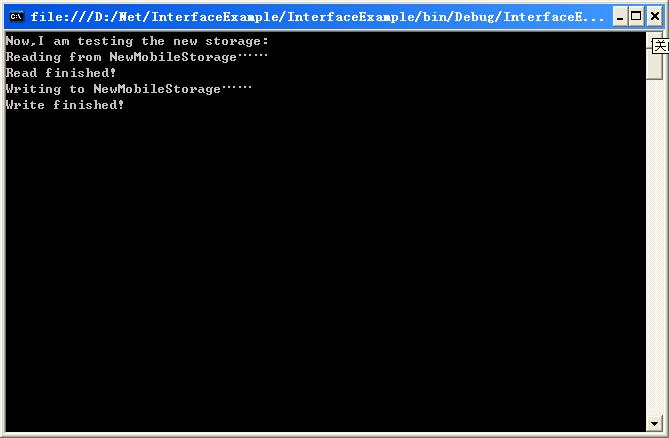 file:///D:/Net/InterfaceExample/InterfaceExample/bin/Debug/InterfaceE...
Now,I am testing the new storage:
Reading from NewMobileStorage……
Read finished!
Writing to NewMobileStorage……
Write finished!